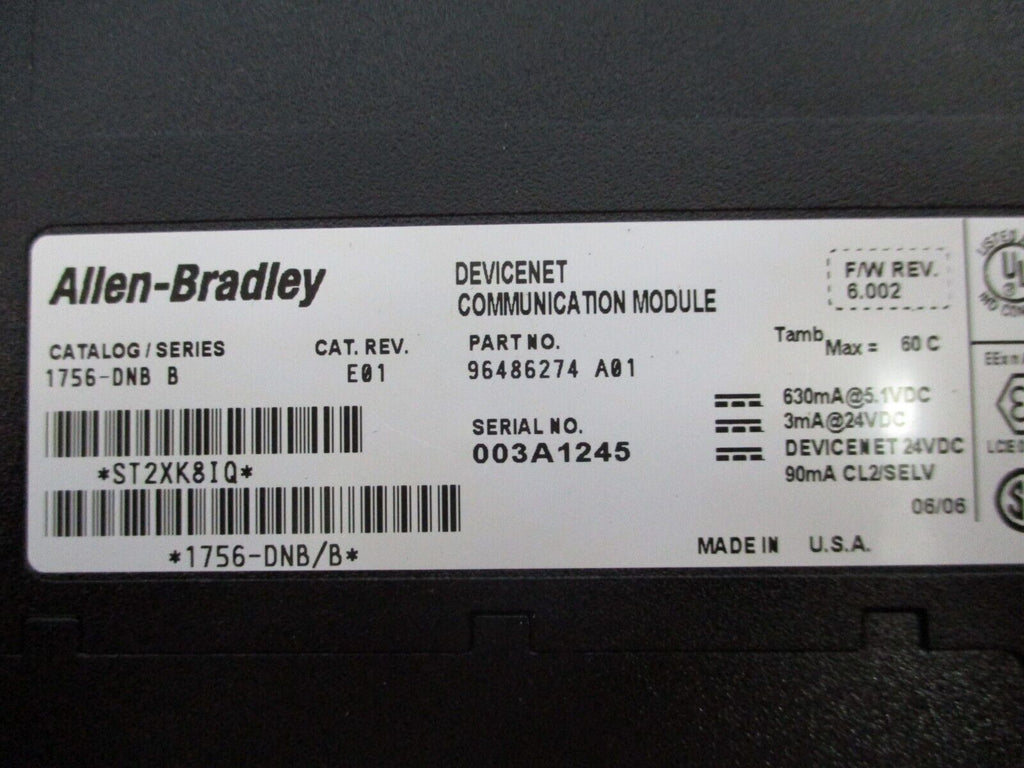 Allen-Bradley
CATALOG/SERIES CAT. REV.
1756-DNB B E01
*ST2XK8IQ*
*1756-DNB/B*
DEVICENET
COMMUNICATION MODULE
PART NO.
96486274 A01
SERIAL NO.
003A1245
F/W REV.
6.002
Tamb Max = 60 C
630mA@5.1VDC
3mA@24VDC
DEVICENET 24VDC
90mA CL2/SELV
06/06
MADE IN U.S.A.
LISTED